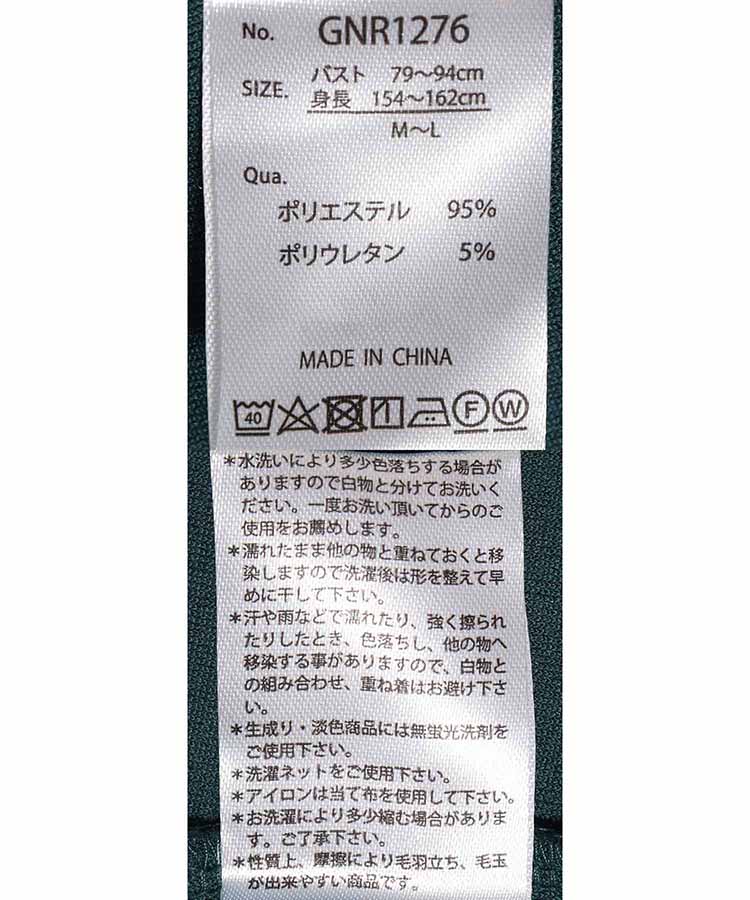 No. GNR1276
SIZE. バスト 79～94cm
身長 154～162cm
M～L
Qua.
ポリエステル 95%
ポリウレタン 5%
MADE IN CHINA
40 F W
＊水洗いにより多少色落ちする場合が
ありますので白物と分けてお洗いく
ださい。一度お洗い頂いてからのご
使用をお薦めします。
＊濡れたまま他の物と重ねておくと移
染しますので洗濯後は形を整えて早
めに干して下さい。
＊汗や雨などで濡れたり、強く擦られ
たりしたとき、色落ちし、他の物へ
移染する事がありますので、白物と
の組み合わせ、重ね着はお避け下さ
い。
＊生成り・淡色商品には無蛍光洗剤を
ご使用下さい。
＊洗濯ネットをご使用下さい。
＊アイロンは当て布を使用して下さい。
＊お洗濯により多少縮む場合がありま
す。ご了承下さい。
＊性質上、摩擦により毛羽立ち、毛玉
が出来やすい商品です。